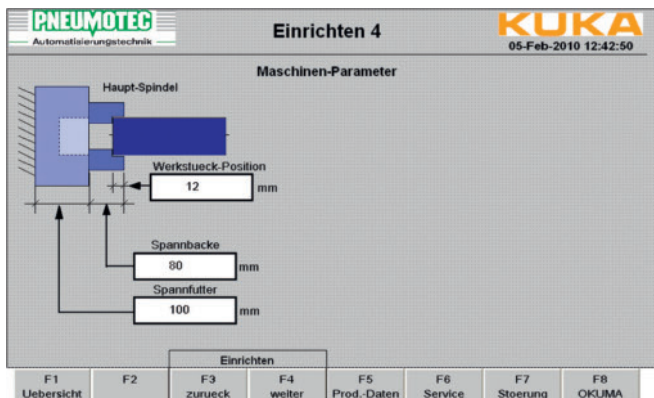 PNEUMOTEC
Automatisierungstechnik
Einrichten 4
KUKA
05-Feb-2010 12:42:50
Maschinen-Parameter
Haupt-Spindel
Werkstueck-Position
12 mm
Spannbacke
80 mm
Spannfutter
100 mm
Einrichten
F1 F2 F3 F4 F5 F6 F7 F8
Uebersicht zurueck weiter Prod.-Daten Service Stoerung OKUMA